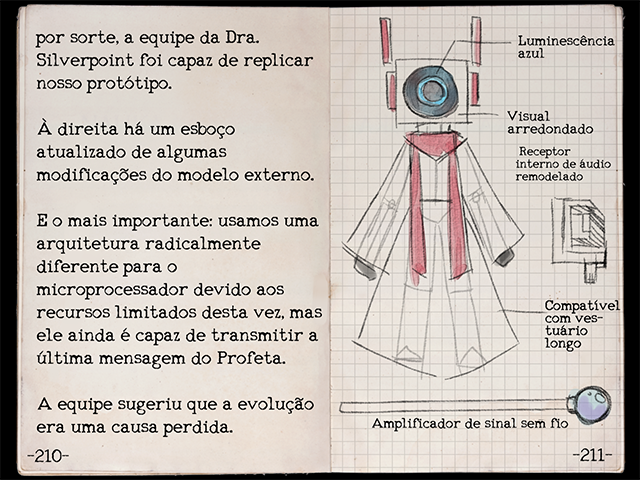 por sorte, a equipe da Dra.
Silverpoint foi capaz de replicar
nosso protótipo.
À direita há um esboço
atualizado de algumas
modificações do modelo externo.
E o mais importante: usamos uma
arquitetura radicalmente
diferente para o
microprocessador devido aos
recursos limitados desta vez, mas
ele ainda é capaz de transmitir a
última mensagem do Profeta.
A equipe sugeriu que a evolução
era uma causa perdida.
-210-
Luminescência
azul
Visual
arredondado
Receptor
interno de áudio
remodelado
Compatível
com ves-
tuário
longo
Amplificador de sinal sem fio
-211-